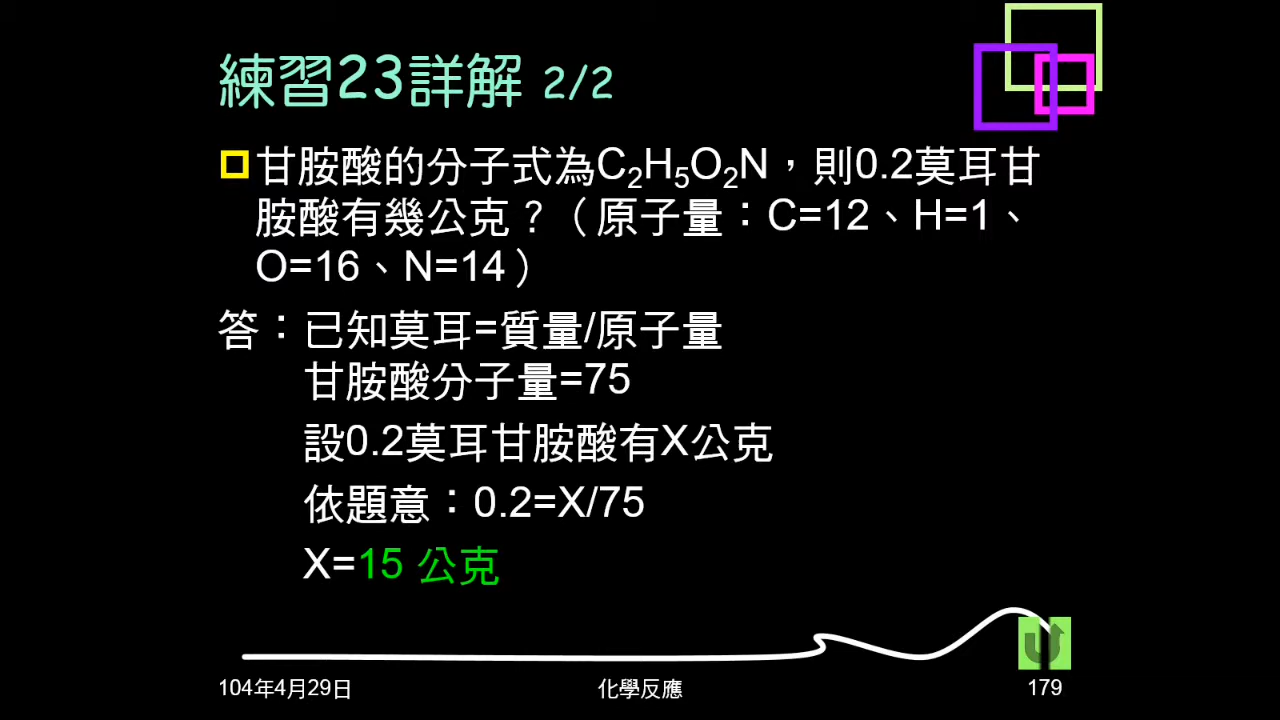 練習23詳解 2/2
甘胺酸的分子式為C₂H₅O₂N，則0.2莫耳甘
胺酸有幾公克？（原子量：C=12、H=1、
O=16、N=14）
答：已知莫耳=質量/原子量
甘胺酸分子量=75
設0.2莫耳甘胺酸有X公克
依題意：0.2=X/75
X=15 公克
104年4月29日
化學反應
179